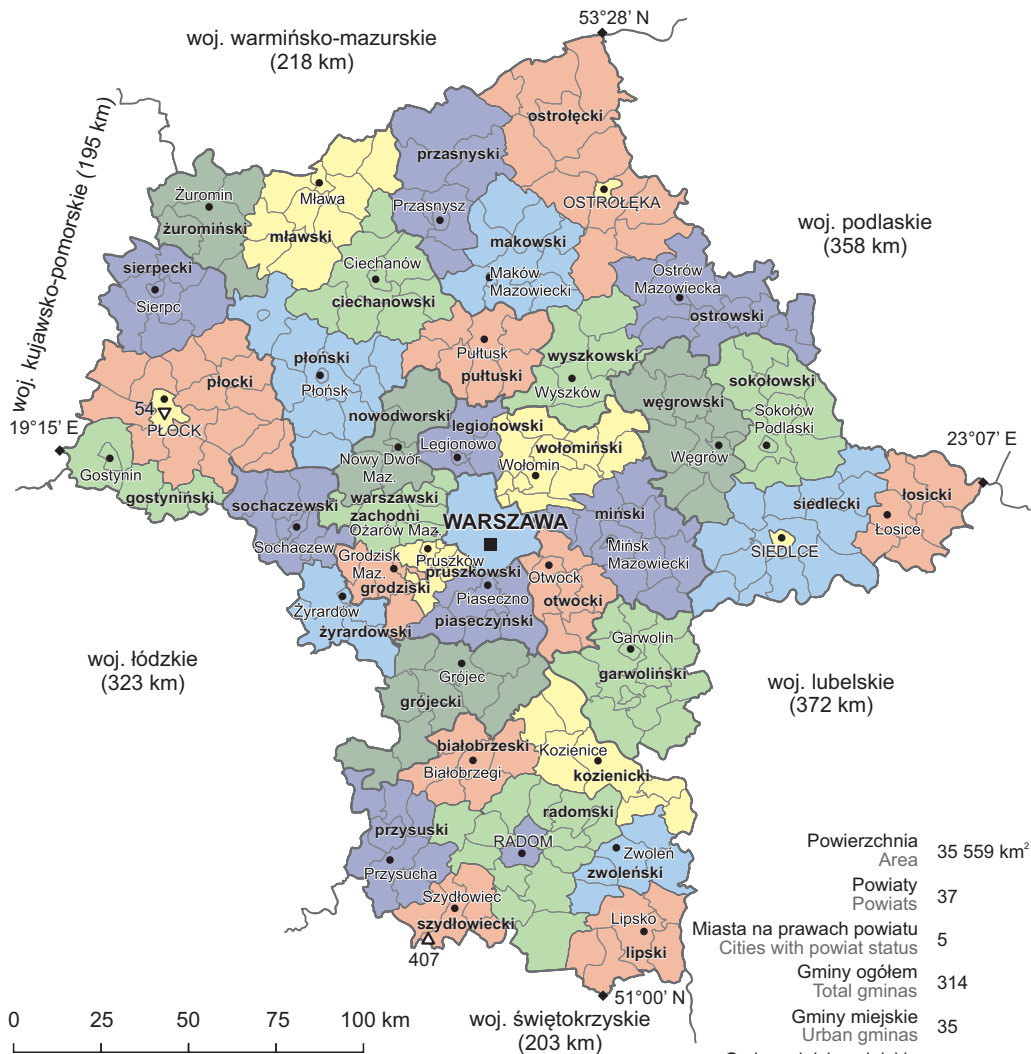 53°28' N
woj. warmińsko-mazurskie
(218 km)
woj. kujawsko-pomorskie (195 km)
ostrołęcki
przasnyski
Żuromin
Mława
Przasnysz
OSTROŁĘKA
żuromiński
mławski
makowski
woj. podlaskie
(358 km)
sierpecki
Ciechanów
Maków
Mazowiecki
Ostrów
Mazowiecka
Sierpc
ciechanowski
ostrowski
Pułtusk
płoński
wyszkowski
płocki
pułtuski
Płońsk
Wyszków
węgrowski
sokołowski
54
PŁOCK
nowodworski
legionowski
Sokołów
Podlaski
19°15' E
23°07' E
Legionowo
wołomiński
Nowy Dwór
Maz.
Wołomin
Węgrów
Gostynin
gostyniński
sochaczewski
warszawski
zachodni
siedlecki
łosicki
Ożarów Maz.
WARSZAWA
miński
Łosice
Sochaczew
Grodzisk
Maz.
Pruszków
pruszkowski
Mińsk
Mazowiecki
SIEDLCE
grodziski
Otwock
Piaseczno
otwocki
Żyrardów
żyrardowski
piaseczyński
Garwolin
woj. łódzkie
(323 km)
Grójec
garwoliński
woj. lubelskie
(372 km)
grójecki
białobrzeski
Kozienice
Białobrzegi
kozienicki
radomski
przysuski
RADOM
Zwoleń
zwoleński
Przysucha
Szydłowiec
szydłowiecki
Lipsko
lipski
407
51°00' N
Powierzchnia
Area
35 559 km²
Powiaty
Powiats
37
Miasta na prawach powiatu
Cities with powiat status
5
Gminy ogółem
Total gminas
314
Gminy miejskie
Urban gminas
35
0 25 50 75 100 km
woj. świętokrzyskie
(203 km)